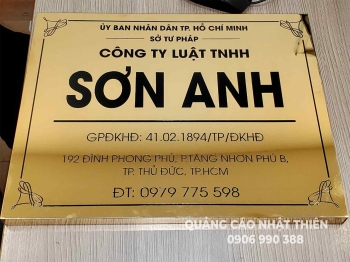 ỦY BAN NHÂN DÂN TP. HỒ CHÍ MINH
SỞ TƯ PHÁP
CÔNG TY LUẬT TNHH
SƠN ANH
GPĐKHĐ: 41.02.1894/TP/ĐKHĐ
192 ĐÌNH PHONG PHÚ, P.TĂNG NHƠN PHÚ B,
TP. THỦ ĐỨC, TP.HCM
ĐT: 0979 775 598
QUẢNG CÁO NHẬT THIÊN
0906 990 388